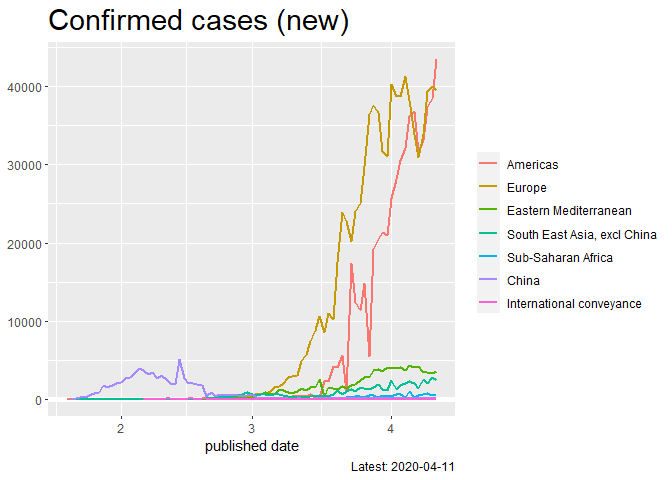 Confirmed cases (new)
40000
30000
20000
10000
0
2 3 4
published date
Americas
Europe
Eastern Mediterranean
South East Asia, excl China
Sub-Saharan Africa
China
International conveyance
Latest: 2020-04-11